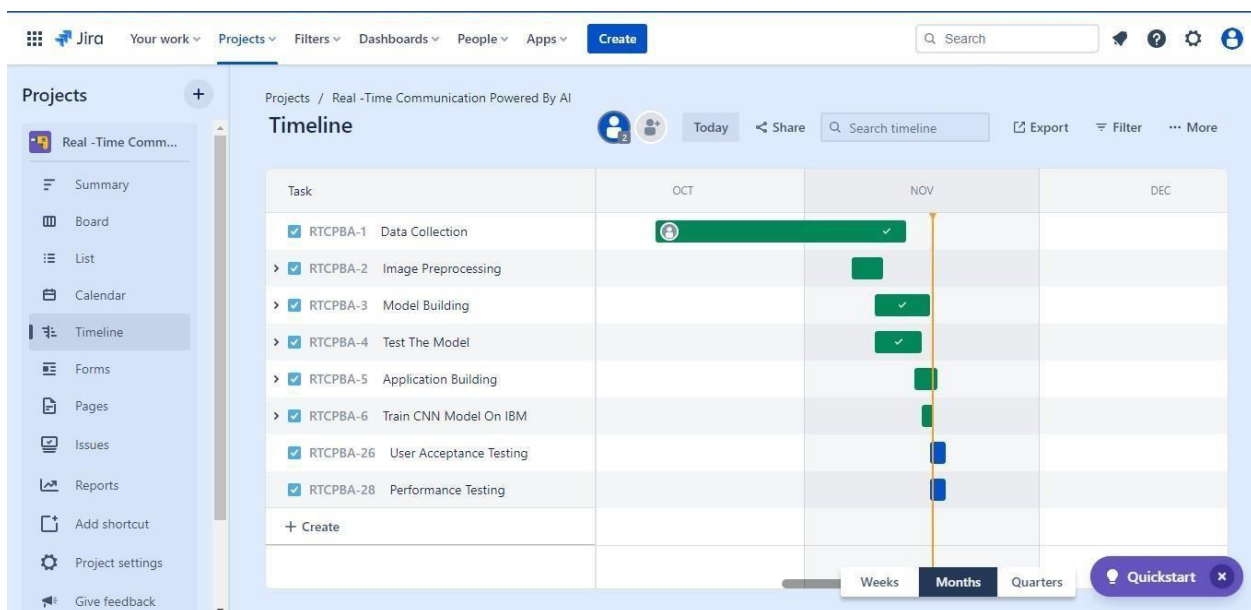 Jira Your work Projects Filters Dashboards People Apps Create Search
Projects
Real -Time Comm...
Summary
Board
List
Calendar
Timeline
Forms
Pages
Issues
Reports
Add shortcut
Project settings
Give feedback
Projects / Real -Time Communication Powered By AI
Timeline
2
Today Share Search timeline Export Filter More
Task OCT NOV DEC
RTCPBA-1 Data Collection
RTCPBA-2 Image Preprocessing
RTCPBA-3 Model Building
RTCPBA-4 Test The Model
RTCPBA-5 Application Building
RTCPBA-6 Train CNN Model On IBM
RTCPBA-26 User Acceptance Testing
RTCPBA-28 Performance Testing
+ Create
Weeks Months Quarters
Quickstart